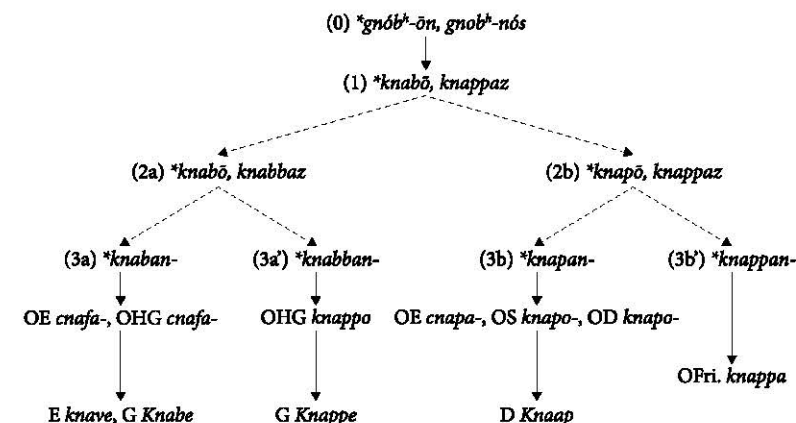 (0) *gnóbʰ-ōn, gnobʰ-nós
(1) *knabō, knappaz
(2a) *knabō, knabbaz (2b) *knapō, knappaz
(3a) *knaban- (3a') *knabban- (3b) *knapan- (3b') *knappan-
OE cnafa-, OHG cnafa- OHG knappo OE cnapa-, OS knapo-, OD knapo-
OFri. knappa
E knave, G Knabe G Knappe D Knaap